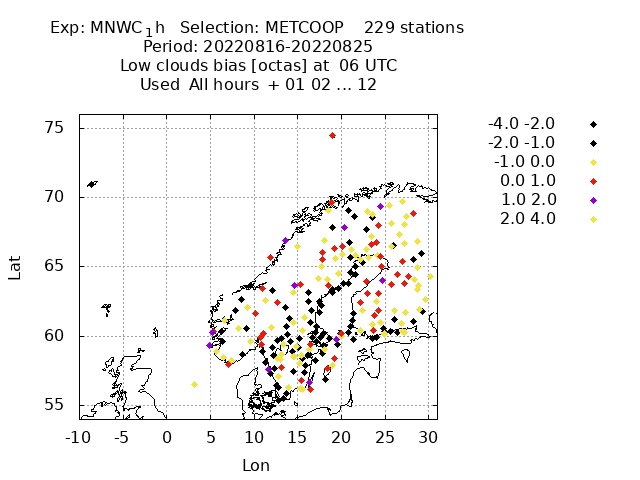 Exp: MNWC_1h   Selection: METCOOP    229 stations
Period: 20220816-20220825
Low clouds bias [octas] at  06 UTC
Used  All hours  + 01 02 ... 12
-4.0 -2.0
-2.0 -1.0
-1.0 0.0
0.0 1.0
1.0 2.0
2.0 4.0
75
70
65
60
55
Lat
-10 -5 0 5 10 15 20 25 30
Lon